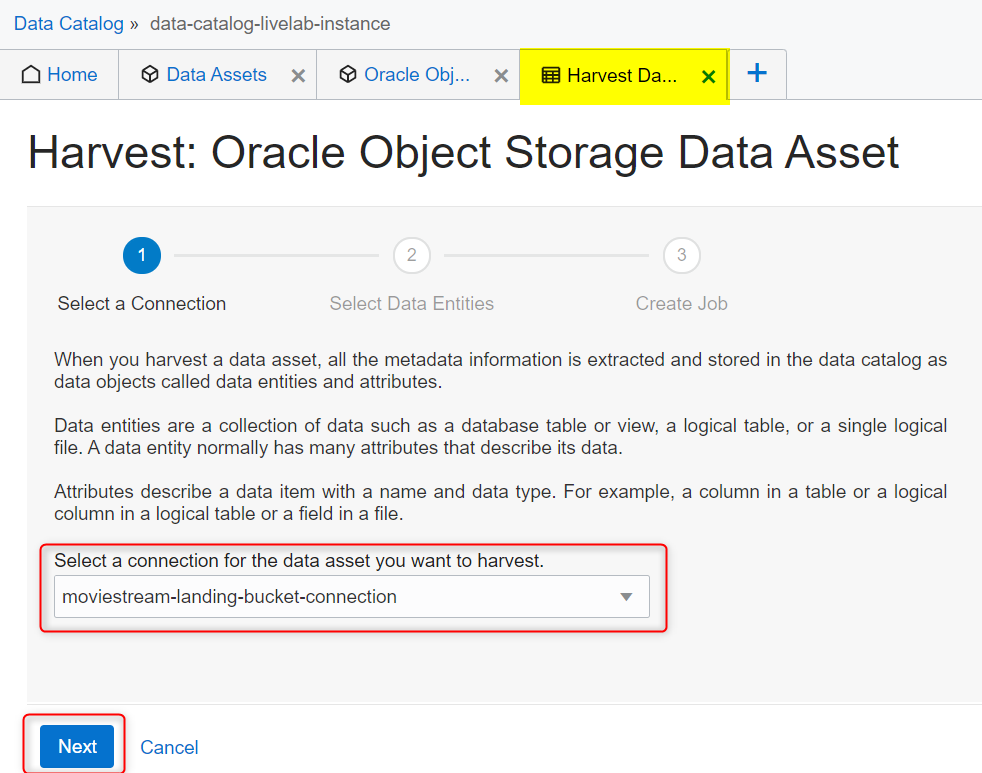 Data Catalog » data-catalog-livelab-instance
Home Data Assets Oracle Obj... Harvest Da...
Harvest: Oracle Object Storage Data Asset
1 2 3
Select a Connection Select Data Entities Create Job
When you harvest a data asset, all the metadata information is extracted and stored in the data catalog as
data objects called data entities and attributes.
Data entities are a collection of data such as a database table or view, a logical table, or a single logical
file. A data entity normally has many attributes that describe its data.
Attributes describe a data item with a name and data type. For example, a column in a table or a logical
column in a logical table or a field in a file.
Select a connection for the data asset you want to harvest.
moviestream-landing-bucket-connection
Next Cancel